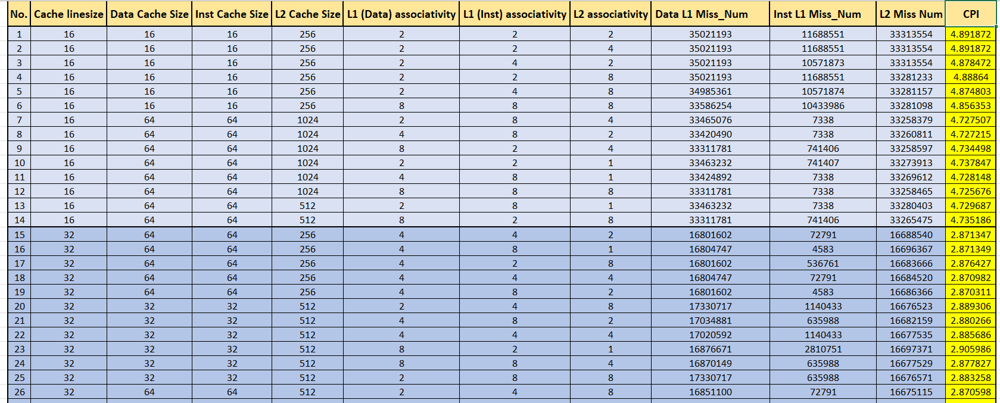 No. Cache linesize Data Cache Size Inst Cache Size L2 Cache Size L1 (Data) associativity L1 (Inst) associativity L2 associativity Data L1 Miss_Num Inst L1 Miss_Num L2 Miss Num CPI
1 16 16 16 256 2 2 2 35021193 11688551 33313554 4.891872
2 16 16 16 256 2 2 4 35021193 11688551 33313554 4.891872
3 16 16 16 256 2 4 2 35021193 10571873 33313554 4.878472
4 16 16 16 256 2 2 8 35021193 11688551 33281233 4.88864
5 16 16 16 256 2 4 8 34985361 10571874 33281157 4.874803
6 16 16 16 256 8 8 8 33586254 10433986 33281098 4.856353
7 16 64 64 1024 2 8 4 33465076 7338 33258379 4.727507
8 16 64 64 1024 4 8 2 33420490 7338 33260811 4.727215
9 16 64 64 1024 8 2 4 33311781 741406 33258597 4.734498
10 16 64 64 1024 2 2 1 33463232 741407 33273913 4.737847
11 16 64 64 1024 4 8 1 33424892 7338 33269612 4.728148
12 16 64 64 1024 8 8 8 33311781 7338 33258465 4.725676
13 16 64 64 512 2 8 1 33463232 7338 33280403 4.729687
14 16 64 64 512 8 2 8 33311781 741406 33265475 4.735186
15 32 64 64 256 4 4 2 16801602 72791 16688540 2.871347
16 32 64 64 256 4 8 1 16804747 4583 16696367 2.871349
17 32 64 64 256 4 2 8 16801602 536761 16683666 2.876427
18 32 64 64 256 4 4 4 16804747 72791 16684520 2.870982
19 32 64 64 256 4 8 2 16801602 4583 16686366 2.870311
20 32 32 32 512 2 4 8 17330717 1140433 16676523 2.889306
21 32 32 32 512 4 8 2 17034881 635988 16682159 2.880266
22 32 32 32 512 4 4 4 17020592 1140433 16677535 2.885686
23 32 32 32 512 8 2 1 16876671 2810751 16697371 2.905986
24 32 32 32 512 8 8 4 16870149 635988 16677529 2.877827
25 32 32 32 512 2 8 8 17330717 635988 16676571 2.883258
26 32 64 64 512 2 4 8 16851100 72791 16675115 2.870598